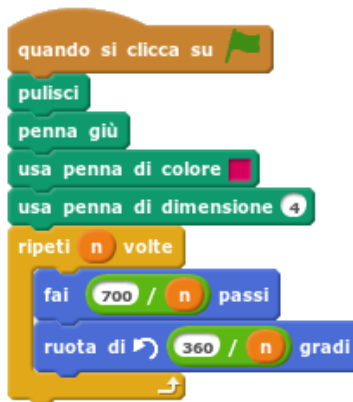 quando si clicca su
pulisci
penna giù
usa penna di colore
usa penna di dimensione 4
ripeti n volte
fai 700 / n passi
ruota di 360 / n gradi